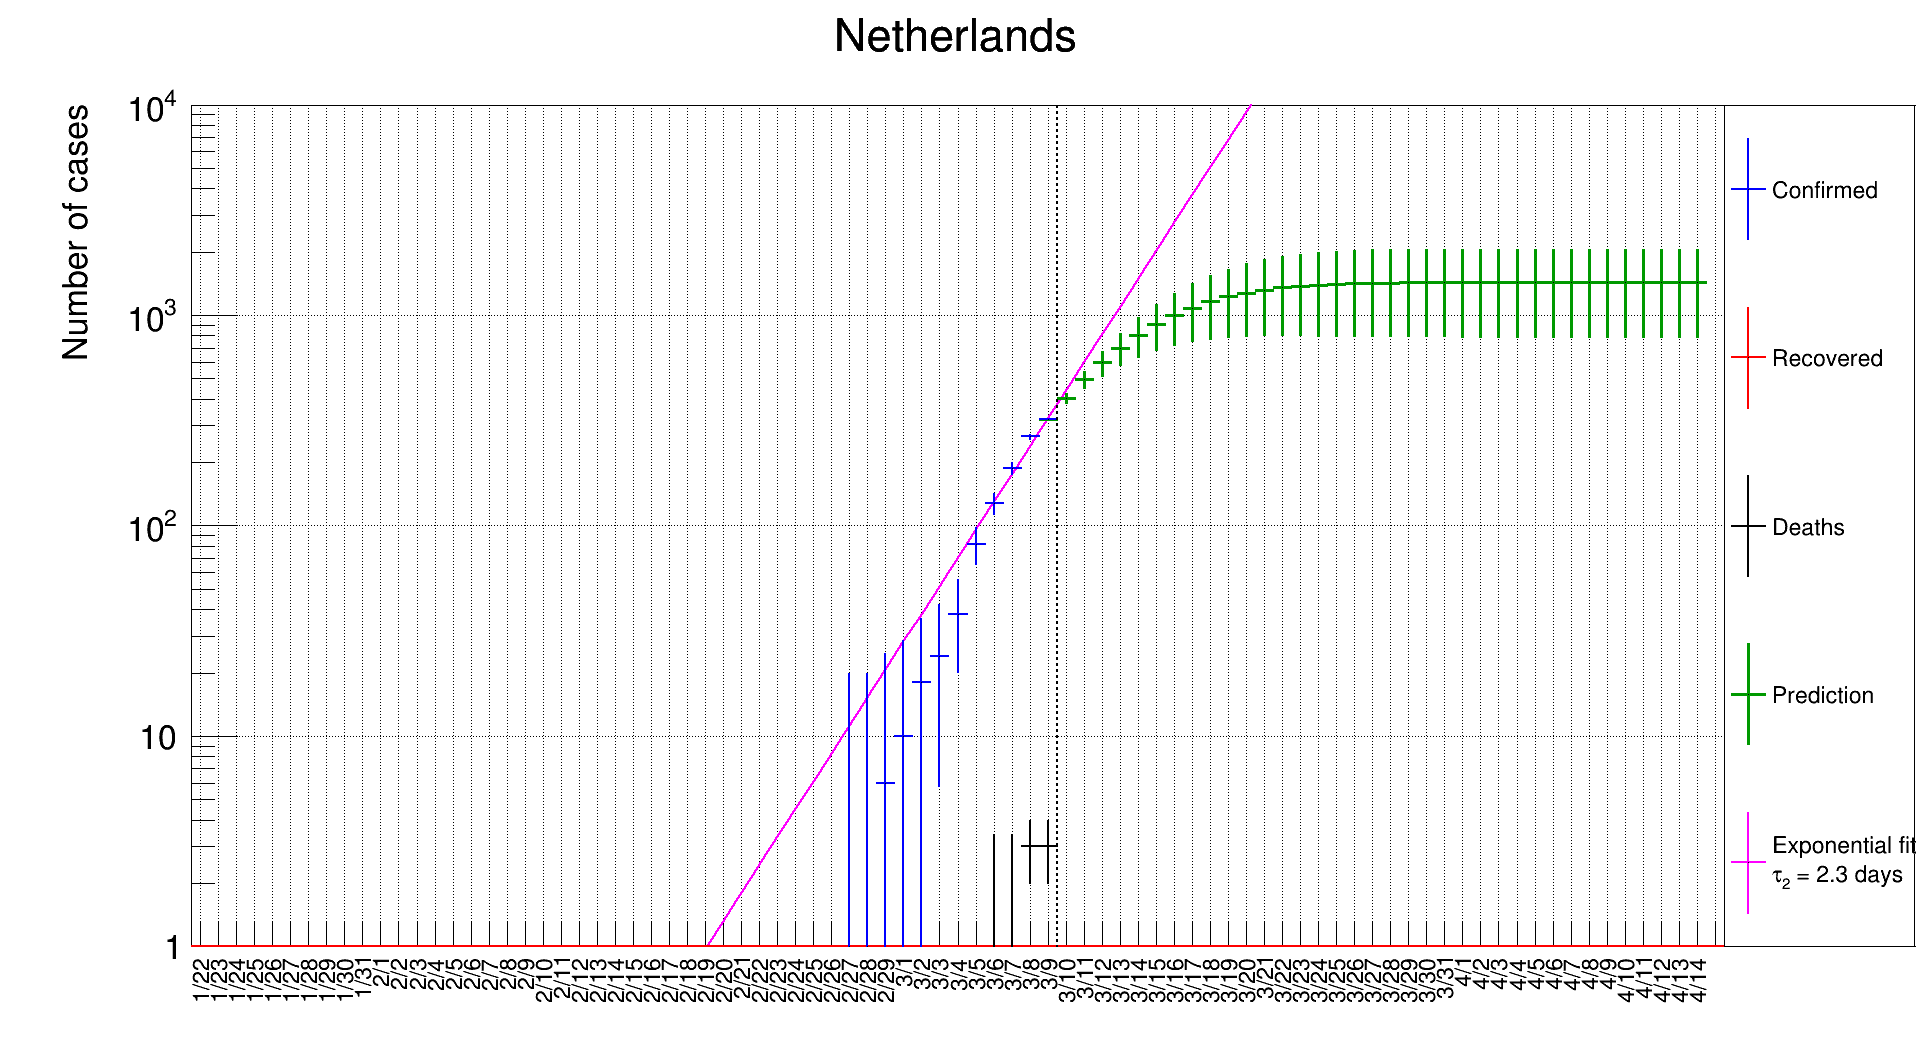 Netherlands
Number of cases
10^4
10^3
10^2
10
1
1/22 1/23 1/24 1/25 1/26 1/27 1/28 1/29 1/30 1/31 2/1 2/2 2/3 2/4 2/5 2/6 2/7 2/8 2/9 2/10 2/11 2/12 2/13 2/14 2/15 2/16 2/17 2/18 2/19 2/20 2/21 2/22 2/23 2/24 2/25 2/26 2/27 2/28 2/29 3/1 3/2 3/3 3/4 3/5 3/6 3/7 3/8 3/9 3/10 3/11 3/12 3/13 3/14 3/15 3/16 3/17 3/18 3/19 3/20 3/21 3/22 3/23 3/24 3/25 3/26 3/27 3/28 3/29 3/30 3/31 4/1 4/2 4/3 4/4 4/5 4/6 4/7 4/8 4/9 4/10 4/11 4/12 4/13 4/14
Confirmed
Recovered
Deaths
Prediction
Exponential fit
τ₂ = 2.3 days